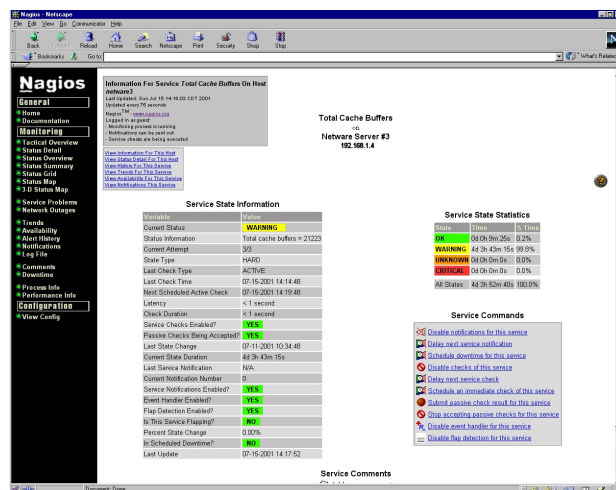 Nagios - Netscape
File Edit View Go Communicator Help
Back Forward Reload Home Search Netscape Print Security Shop Stop
Bookmarks Go to: What's Related
Nagios
General
Home
Documentation
Monitoring
Tactical Overview
Status Detail
Status Overview
Status Summary
Status Grid
Status Map
3-D Status Map
Service Problems
Network Outages
Trends
Availability
Alert History
Notifications
Log File
Comments
Downtime
Process Info
Performance Info
Configuration
View Config
Information For Service Total Cache Buffers On Host
netware3
Last Updated: Sun Jul 15 14:18:03 CDT 2001
Updated every 75 seconds
Nagios™ - www.nagios.org
Logged in as guest
- Monitoring process is running
- Notifications can be sent out
- Service checks are being executed
View Information For This Host
View Status Detail For This Host
View History For This Service
View Trends For This Service
View Availability For This Service
View Notifications This Service
Total Cache Buffers
on
Netware Server #3
192.168.1.4
Service State Information
Variable Value
Current Status WARNING
Status Information Total cache buffers = 21223
Current Attempt 3/3
State Type HARD
Last Check Type ACTIVE
Last Check Time 07-15-2001 14:14:48
Next Scheduled Active Check 07-15-2001 14:19:48
Latency < 1 second
Check Duration < 1 second
Service Checks Enabled? YES
Passive Checks Being Accepted? YES
Last State Change 07-11-2001 10:34:48
Current State Duration 4d 3h 43m 15s
Last Service Notification N/A
Current Notification Number 0
Service Notifications Enabled? YES
Event Handler Enabled? YES
Flap Detection Enabled? YES
Is This Service Flapping? NO
Percent State Change 0.00%
In Scheduled Downtime? NO
Last Update 07-15-2001 14:17:52
Service State Statistics
State Time % Time
OK 0d 0h 9m 25s 0.2%
WARNING 4d 3h 43m 15s 99.8%
UNKNOWN 0d 0h 0m 0s 0.0%
CRITICAL 0d 0h 0m 0s 0.0%
All States 4d 3h 52m 40s 100.0%
Service Commands
Disable notifications for this service
Delay next service notification
Schedule downtime for this service
Disable checks of this service
Delay next service check
Schedule an immediate check of this service
Submit passive check result for this service
Stop accepting passive checks for this service
Disable event handler for this service
Disable flap detection for this service
Service Comments
Document: Done